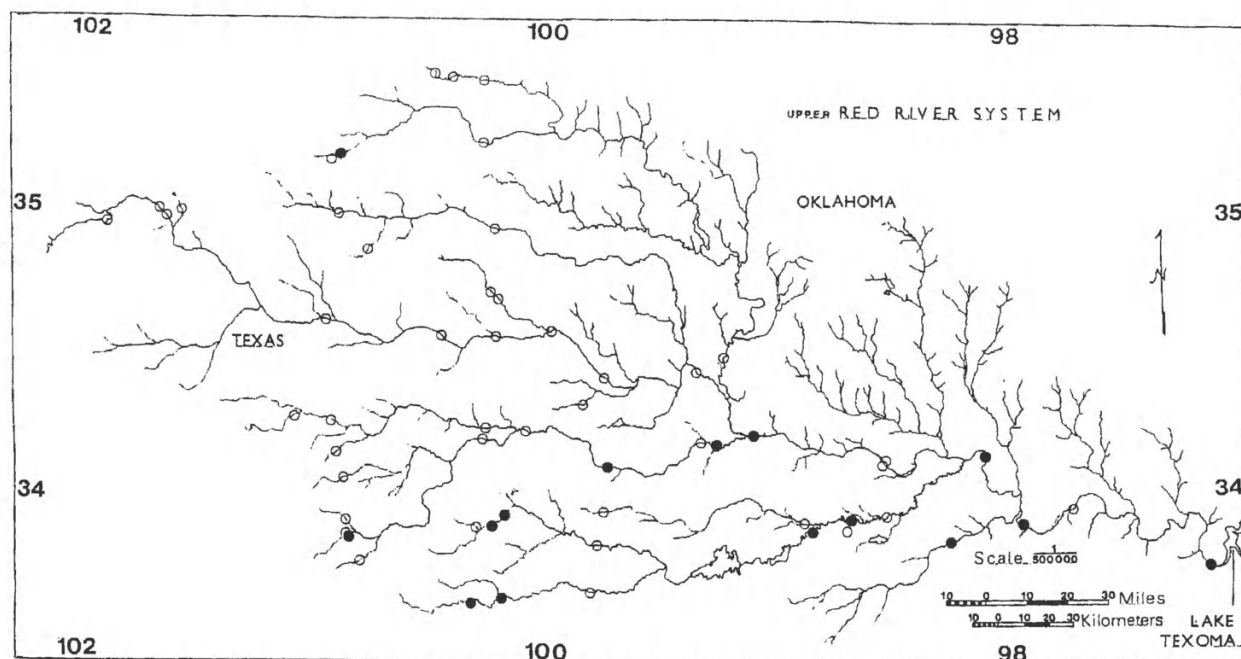 102
100
98
UPPER RED RIVER SYSTEM
35
OKLAHOMA
35
N
TEXAS
34
34
Scale 1
500000
10 0 10 20 30 Miles
10 0 10 20 30 Kilometers
LAKE
TEXOMA
102
100
98